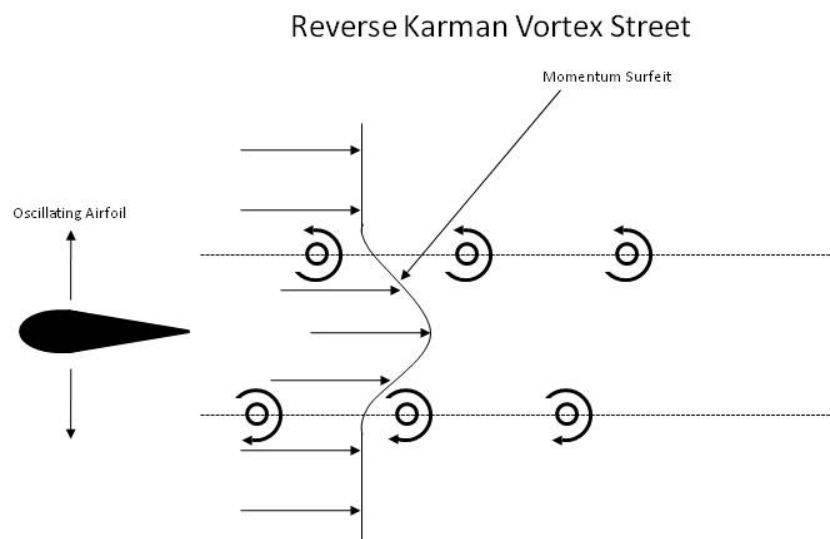 Reverse Karman Vortex Street
Momentum Surfeit
Oscillating Airfoil